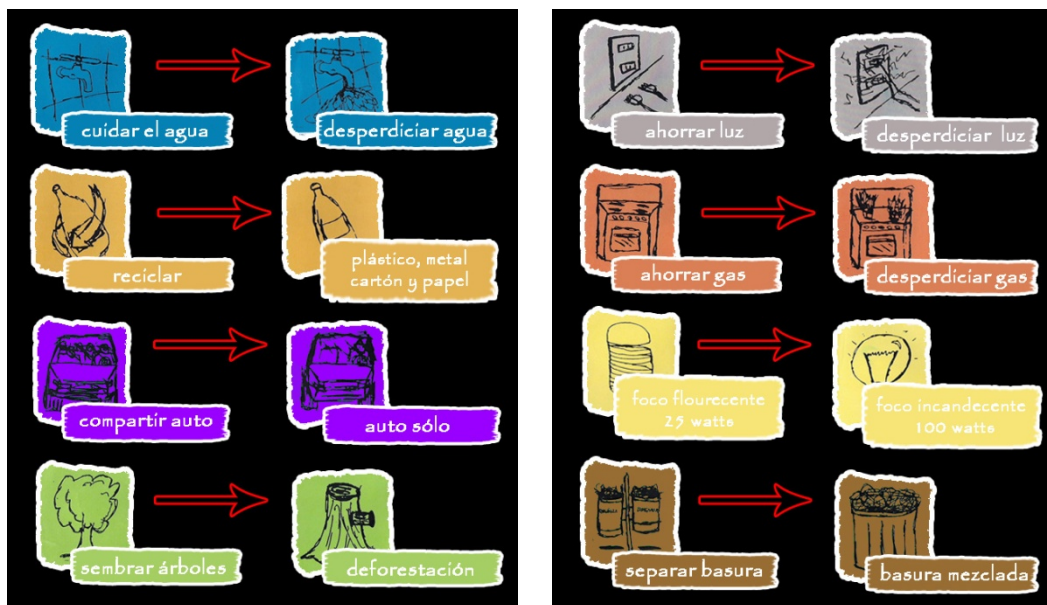 cuidar el agua
desperdiciar agua
reciclar
plástico, metal
cartón y papel
compartir auto
auto sólo
sembrar árboles
deforestación
ahorrar luz
desperdiciar luz
ahorrar gas
desperdiciar gas
foco flourecente
25 watts
foco incandecente
100 watts
separar basura
basura mezclada